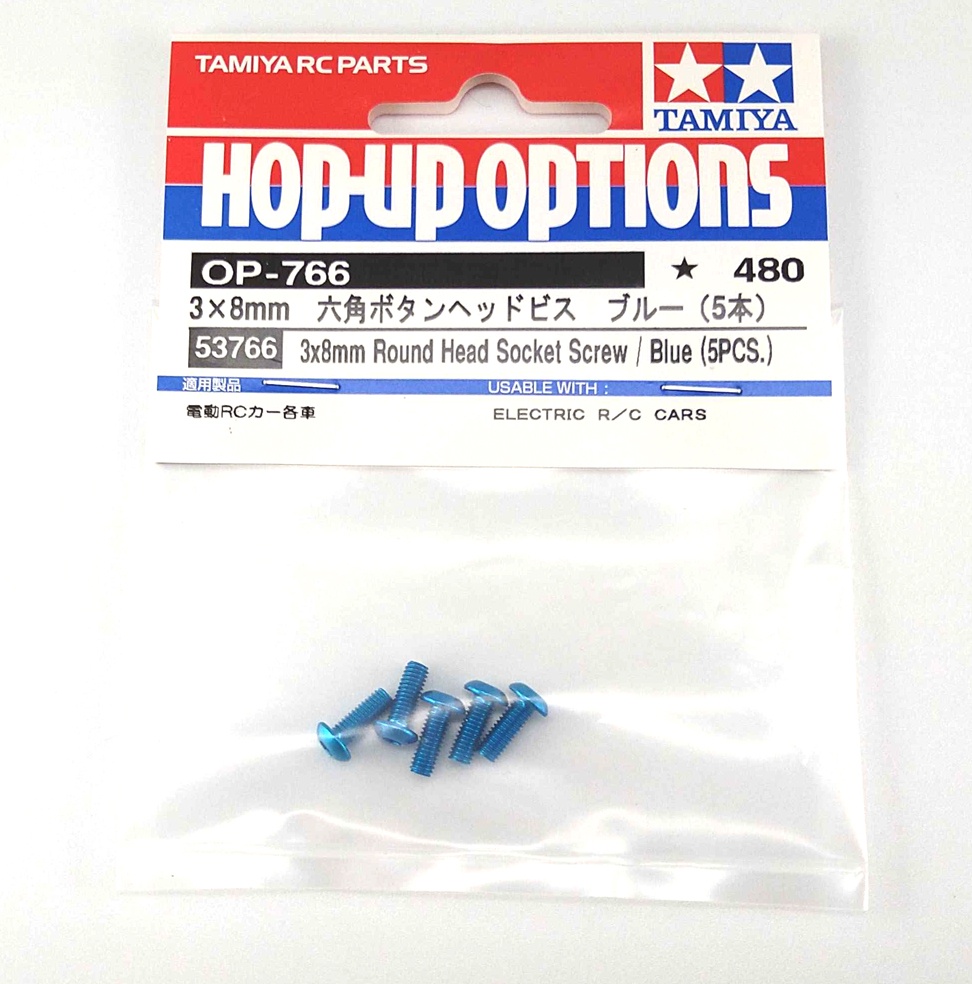 TAMIYA RC PARTS
TAMIYA
HOP-UP OPTIONS
OP-766 ★ 480
3×8mm 六角ボタンヘッドビス ブルー（5本）
53766 3x8mm Round Head Socket Screw / Blue (5PCS.)
適用製品 USABLE WITH :
電動RCカー各車 ELECTRIC R/C CARS